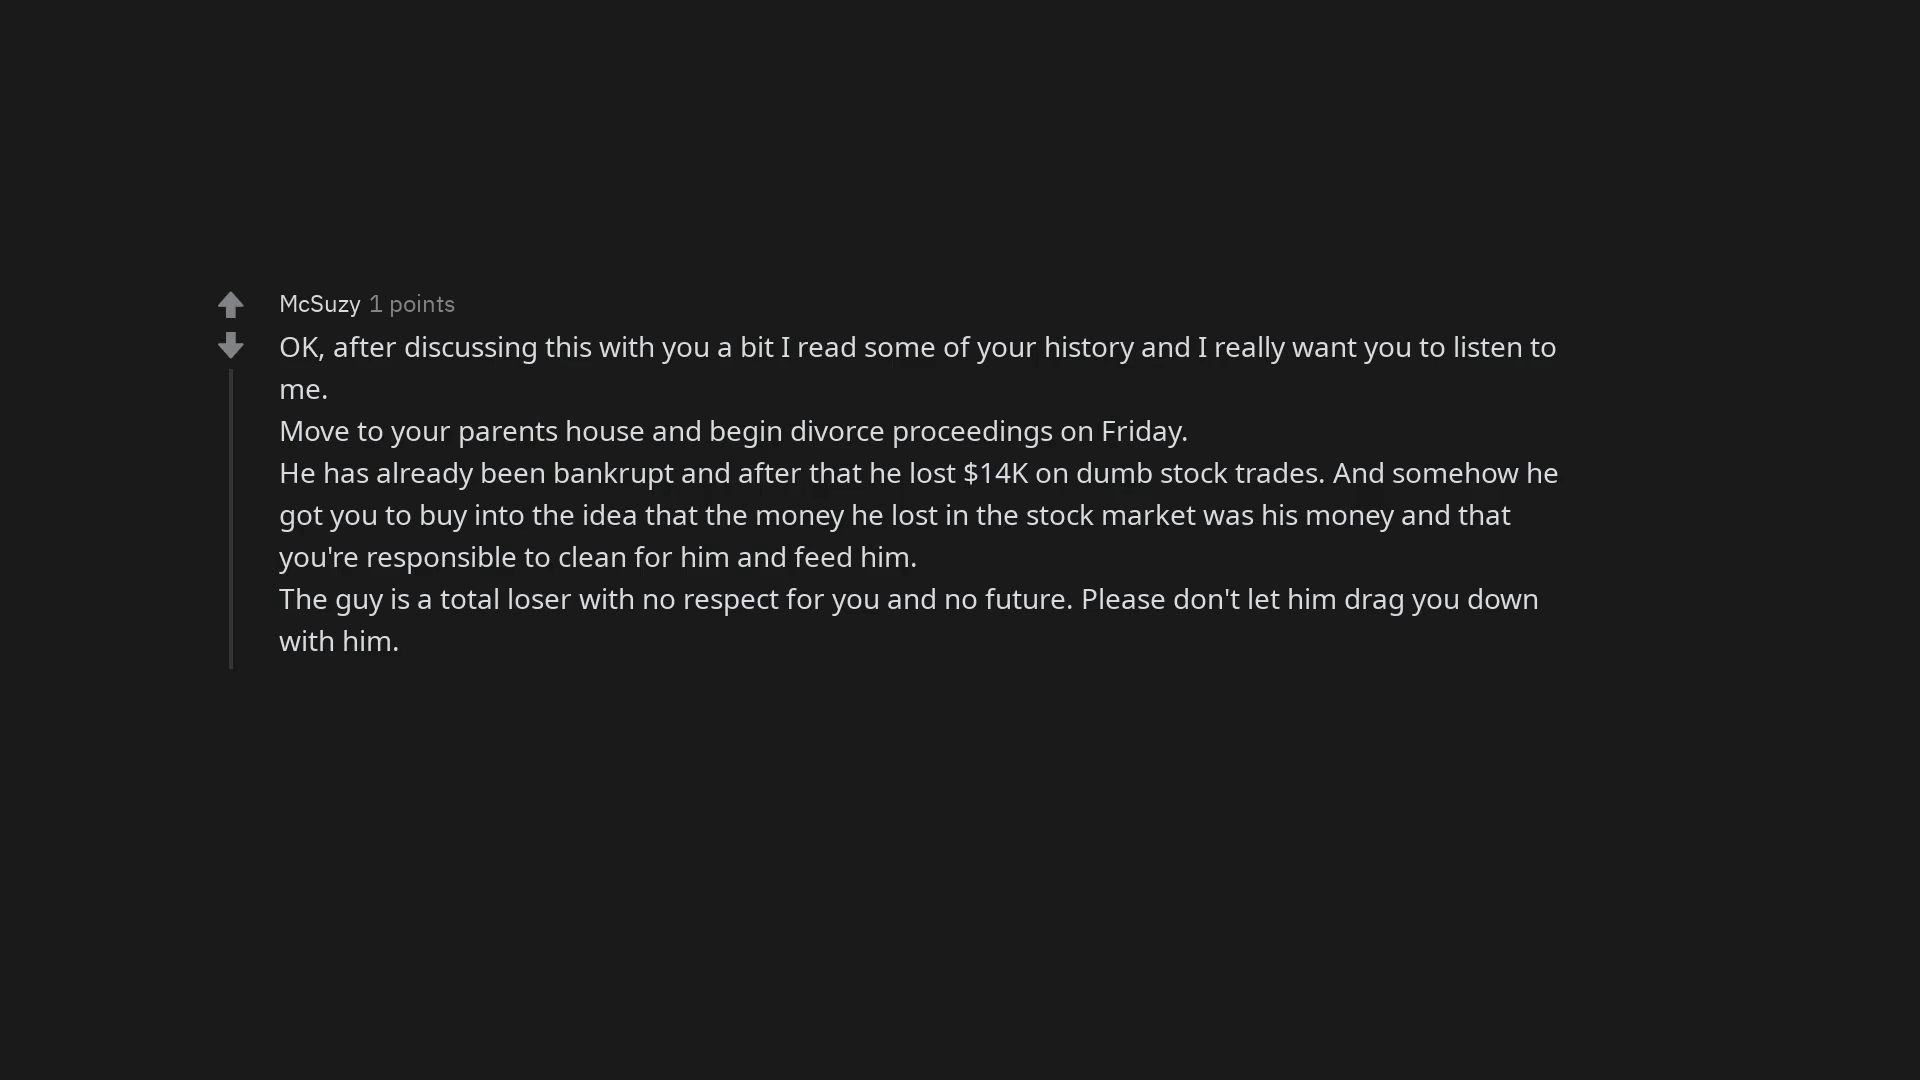 McSuzy 1 points
OK, after discussing this with you a bit I read some of your history and I really want you to listen to
me.
Move to your parents house and begin divorce proceedings on Friday.
He has already been bankrupt and after that he lost $14K on dumb stock trades. And somehow he
got you to buy into the idea that the money he lost in the stock market was his money and that
you're responsible to clean for him and feed him.
The guy is a total loser with no respect for you and no future. Please don't let him drag you down
with him.